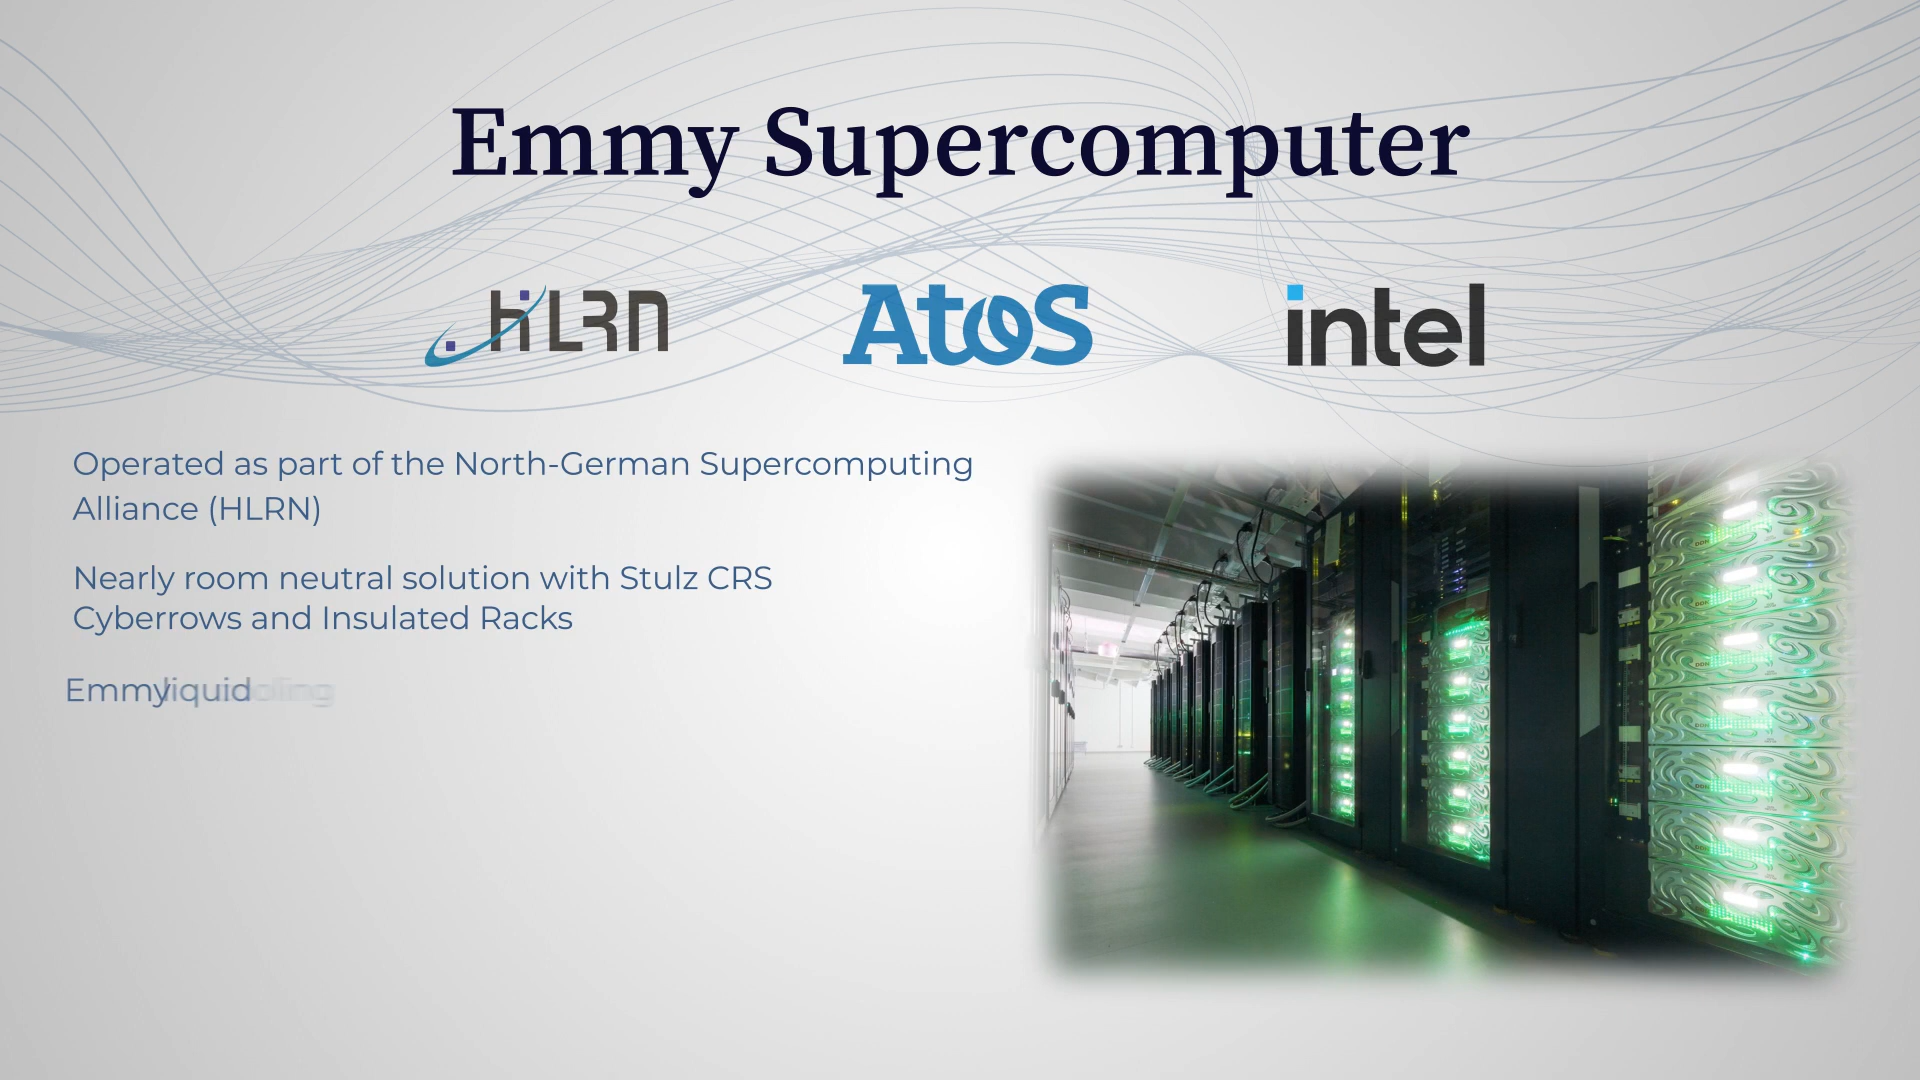 Emmy Supercomputer
HLRN
Atos
intel
Operated as part of the North-German Supercomputing
Alliance (HLRN)
Nearly room neutral solution with Stulz CRS
Cyberrows and Insulated Racks
Emmy liquid